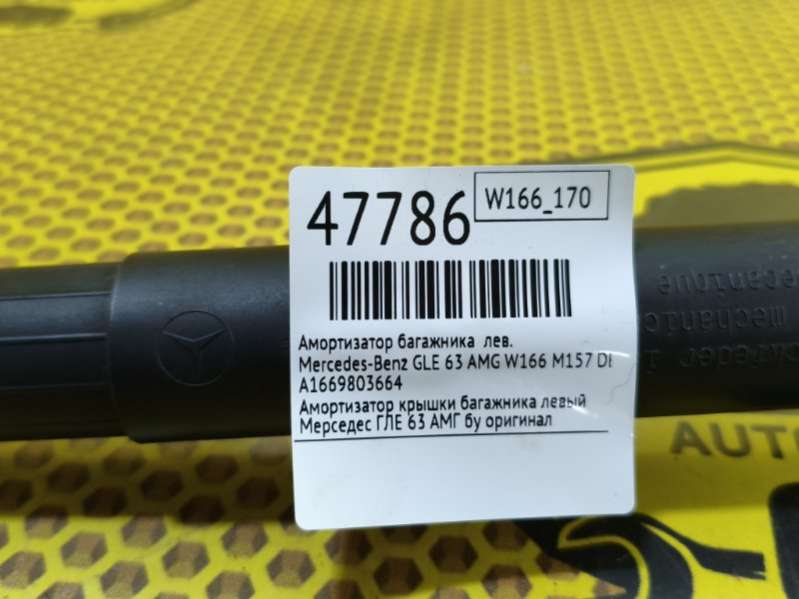 47786
W166_170
Амортизатор багажника лев.
Mercedes-Benz GLE 63 AMG W166 M157 DE
A1669803664
Амортизатор крышки багажника левый
Мерседес ГЛЕ 63 АМГ бу оригинал
AUTO